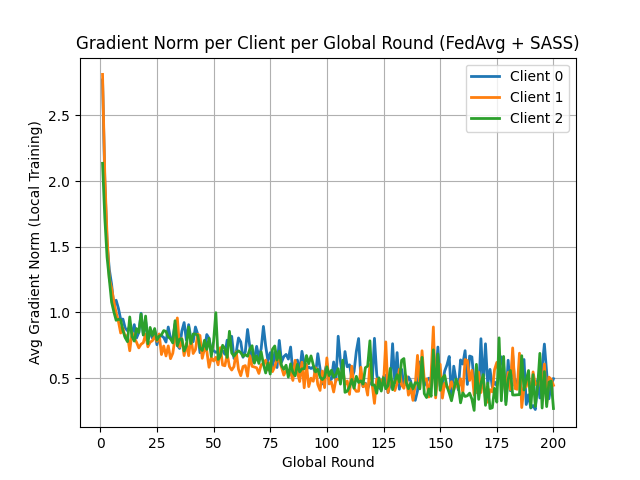 Gradient Norm per Client per Global Round (FedAvg + SASS)
Client 0
Client 1
Client 2
Avg Gradient Norm (Local Training)
2.5
2.0
1.5
1.0
0.5
0 25 50 75 100 125 150 175 200
Global Round